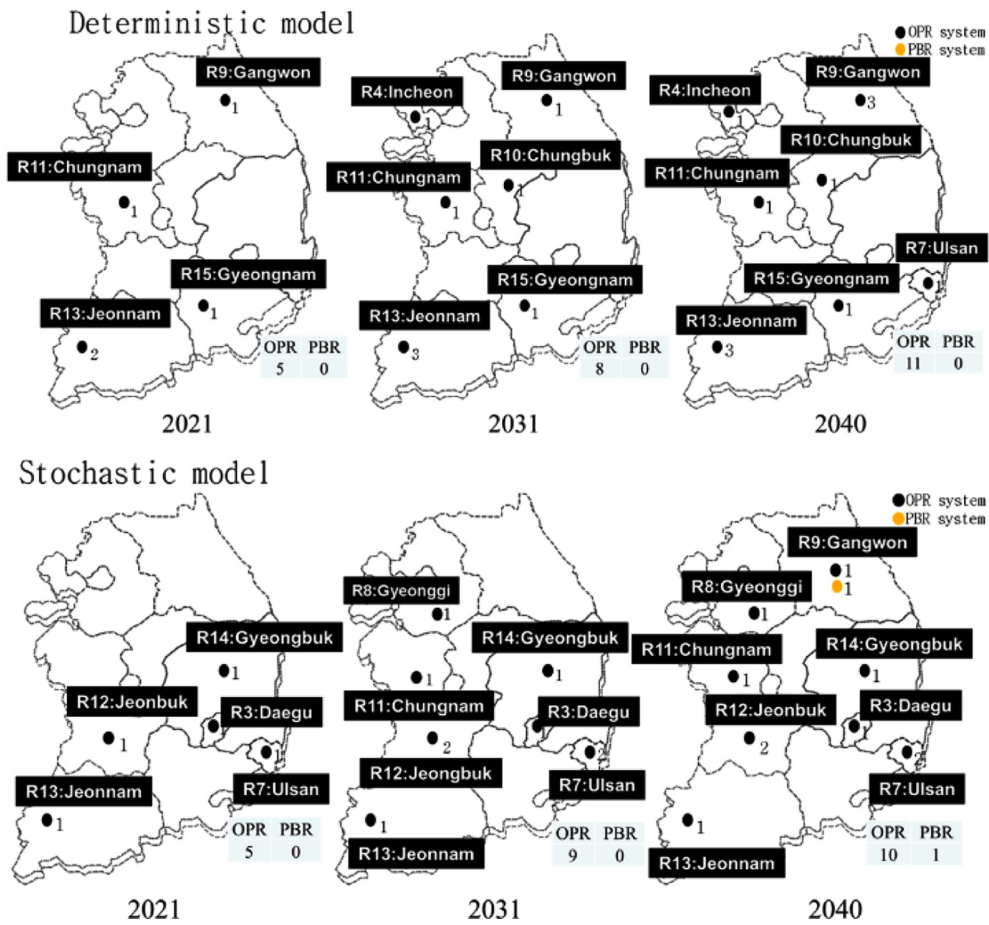 Deterministic model
OPR system
PBR system
R9:Gangwon
1
R11:Chungnam
1
R15:Gyeongnam
1
R13:Jeonnam
2
OPR PBR
5 0
2021
R4:Incheon
1
R9:Gangwon
1
R10:Chungbuk
1
R11:Chungnam
1
R15:Gyeongnam
1
R13:Jeonnam
3
OPR PBR
8 0
2031
R9:Gangwon
3
R4:Incheon
1
R10:Chungbuk
1
R11:Chungnam
1
R7:Ulsan
1
R15:Gyeongnam
1
R13:Jeonnam
3
OPR PBR
11 0
2040
Stochastic model
OPR system
PBR system
R14:Gyeongbuk
1
R12:Jeonbuk
1
R3:Daegu
R7:Ulsan
1
R13:Jeonnam
1
OPR PBR
5 0
2021
R8:Gyeonggi
1
R14:Gyeongbuk
1
R11:Chungnam
1
R3:Daegu
R12:Jeongbuk
2
R7:Ulsan
2
R13:Jeonnam
1
OPR PBR
9 0
2031
R9:Gangwon
1
1
R8:Gyeonggi
1
R11:Chungnam
1
R14:Gyeongbuk
1
R12:Jeonbuk
2
R3:Daegu
1
R7:Ulsan
R13:Jeonnam
1
OPR PBR
10 1
2040